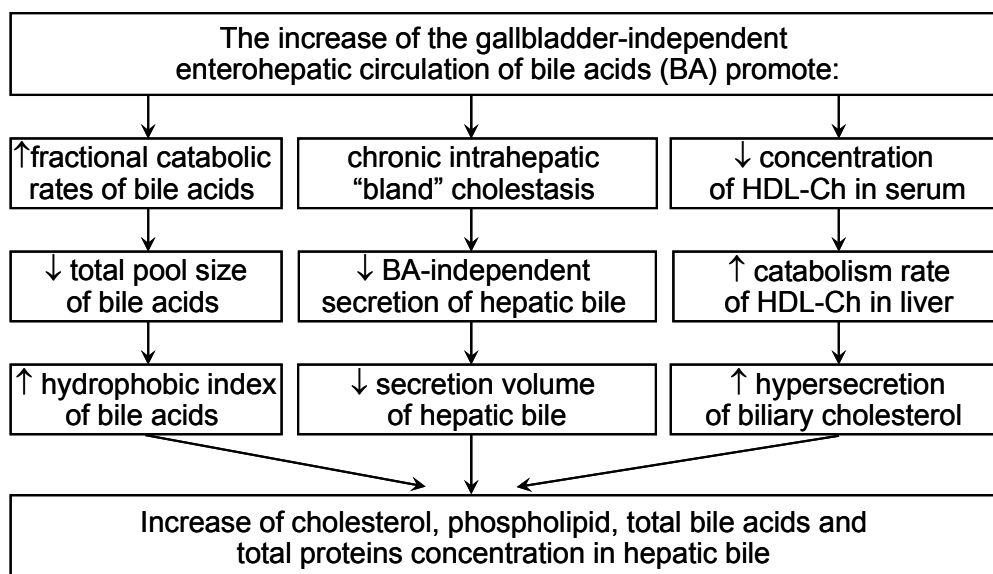 The increase of the gallbladder-independent
enterohepatic circulation of bile acids (BA) promote:
↑fractional catabolic
rates of bile acids
chronic intrahepatic
“bland” cholestasis
↓ concentration
of HDL-Ch in serum
↓ total pool size
of bile acids
↓ BA-independent
secretion of hepatic bile
↑ catabolism rate
of HDL-Ch in liver
↑ hydrophobic index
of bile acids
↓ secretion volume
of hepatic bile
↑ hypersecretion
of biliary cholesterol
Increase of cholesterol, phospholipid, total bile acids and
total proteins concentration in hepatic bile